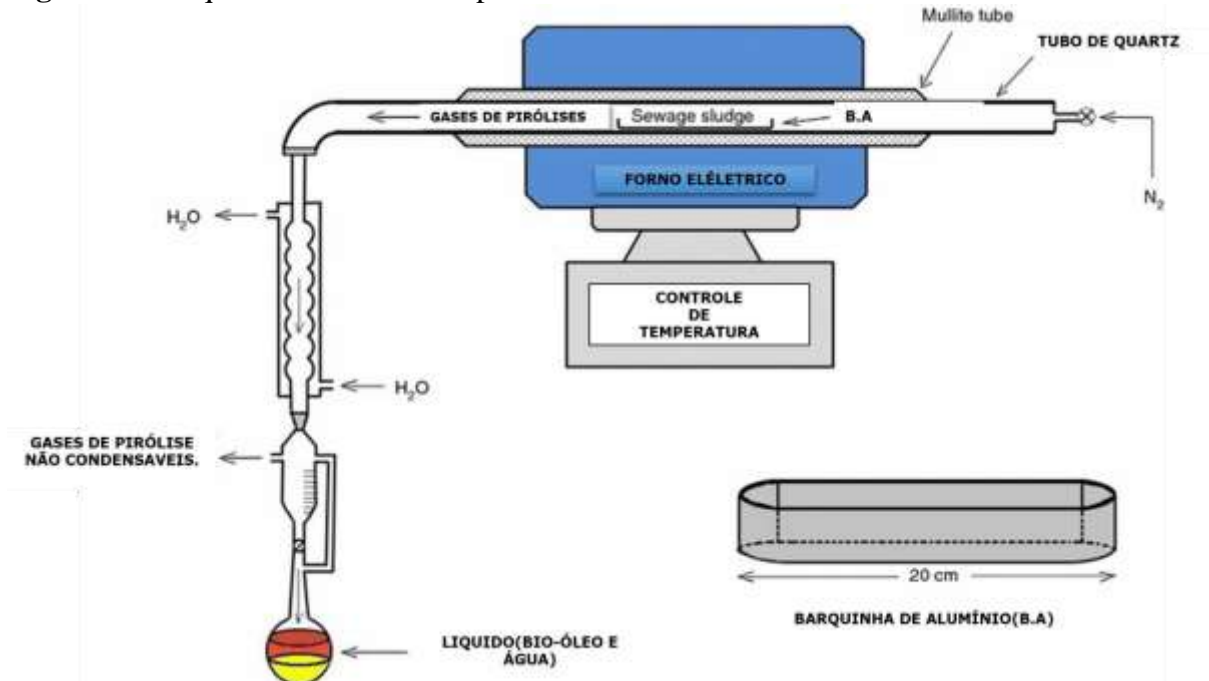 Mullite tube
TUBO DE QUARTZ
GASES DE PIRÓLISES
Sewage sludge
B.A
FORNO ELÉLETRICO
N₂
H₂O
CONTROLE
DE
TEMPERATURA
H₂O
GASES DE PIRÓLISE
NÃO CONDENSAVEIS.
20 cm
BARQUINHA DE ALUMÍNIO(B.A)
LIQUIDO(BIO-ÓLEO E
ÁGUA)